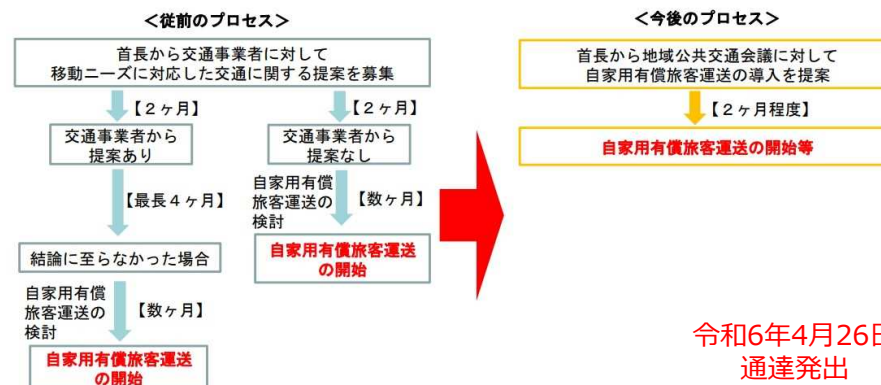 ＜従前のプロセス＞
首長から交通事業者に対して
移動ニーズに対応した交通に関する提案を募集
【２ヶ月】
交通事業者から
提案あり
【最長４ヶ月】
結論に至らなかった場合
自家用有償
旅客運送の
検討
【数ヶ月】
自家用有償旅客運送
の開始
【２ヶ月】
交通事業者から
提案なし
自家用有償
旅客運送の
検討
【数ヶ月】
自家用有償旅客運送
の開始
＜今後のプロセス＞
首長から地域公共交通会議に対して
自家用有償旅客運送の導入を提案
【２ヶ月程度】
自家用有償旅客運送の開始等
令和6年4月26日
通達発出